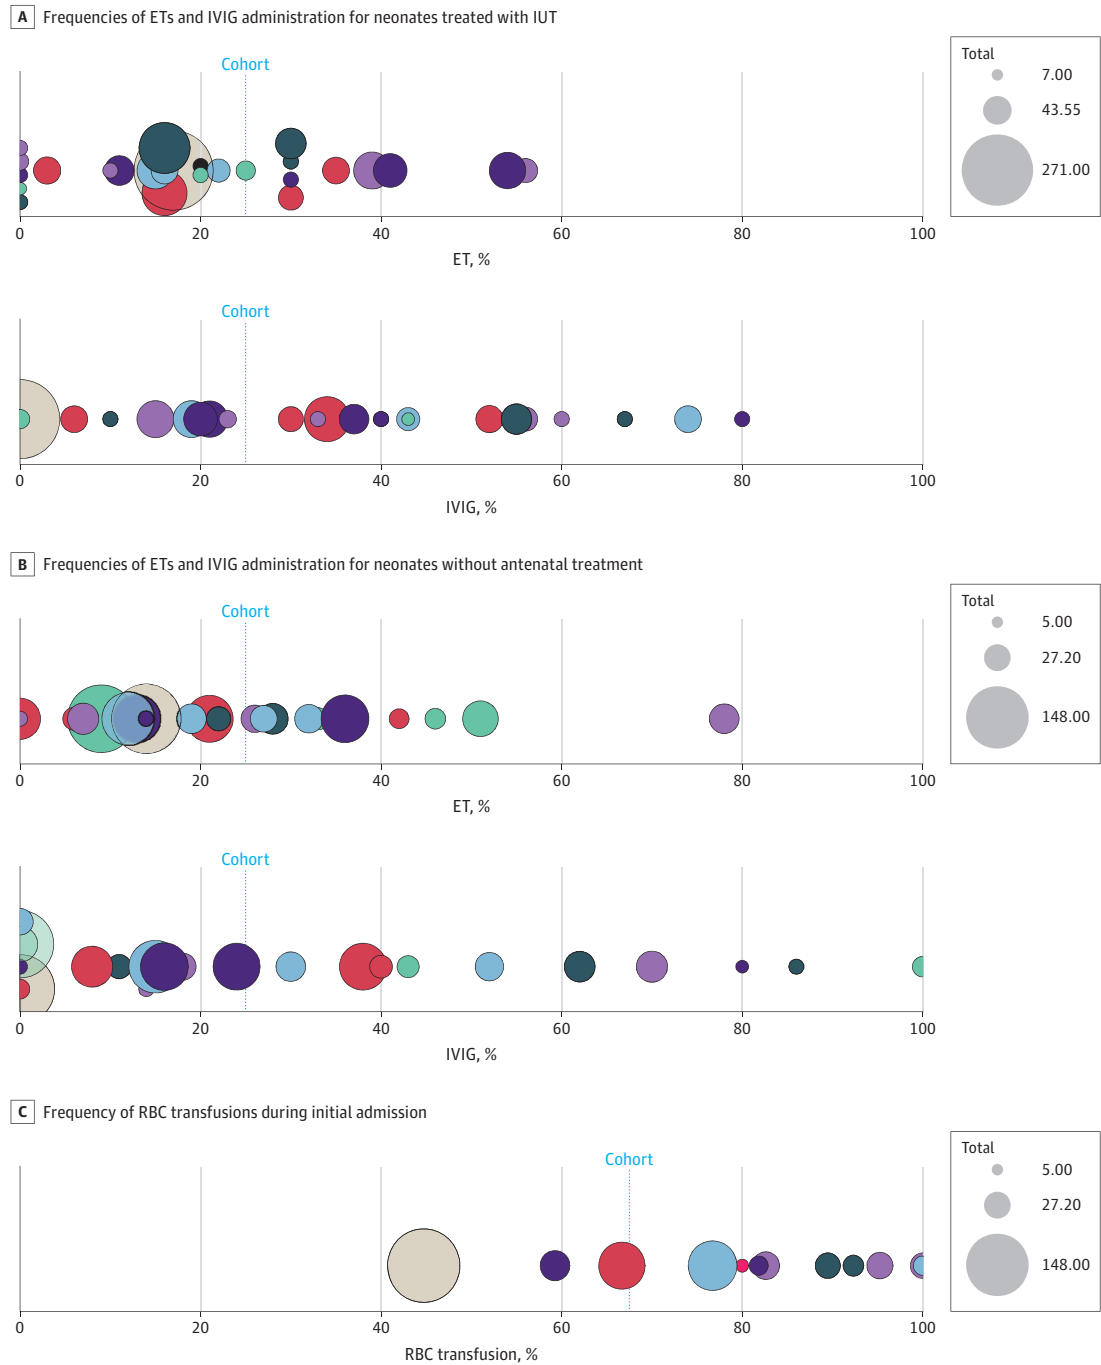 A Frequencies of ETs and IVIG administration for neonates treated with IUT
Cohort
0 20 40 60 80 100
ET, %
Total
7.00
43.55
271.00
Cohort
0 20 40 60 80 100
IVIG, %
B Frequencies of ETs and IVIG administration for neonates without antenatal treatment
Cohort
0 20 40 60 80 100
ET, %
Total
5.00
27.20
148.00
Cohort
0 20 40 60 80 100
IVIG, %
C Frequency of RBC transfusions during initial admission
Cohort
0 20 40 60 80 100
RBC transfusion, %
Total
5.00
27.20
148.00